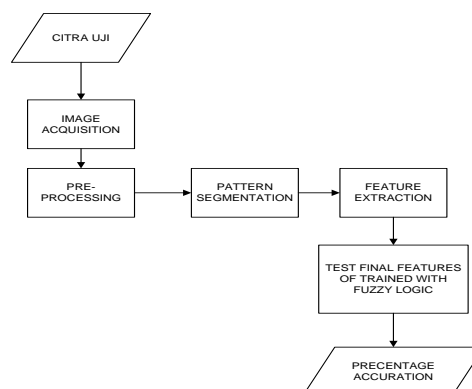 CITRA UJI
IMAGE
ACQUISITION
PRE-
PROCESSING
PATTERN
SEGMENTATION
FEATURE
EXTRACTION
TEST FINAL FEATURES
OF TRAINED WITH
FUZZY LOGIC
PRECENTAGE
ACCURATION